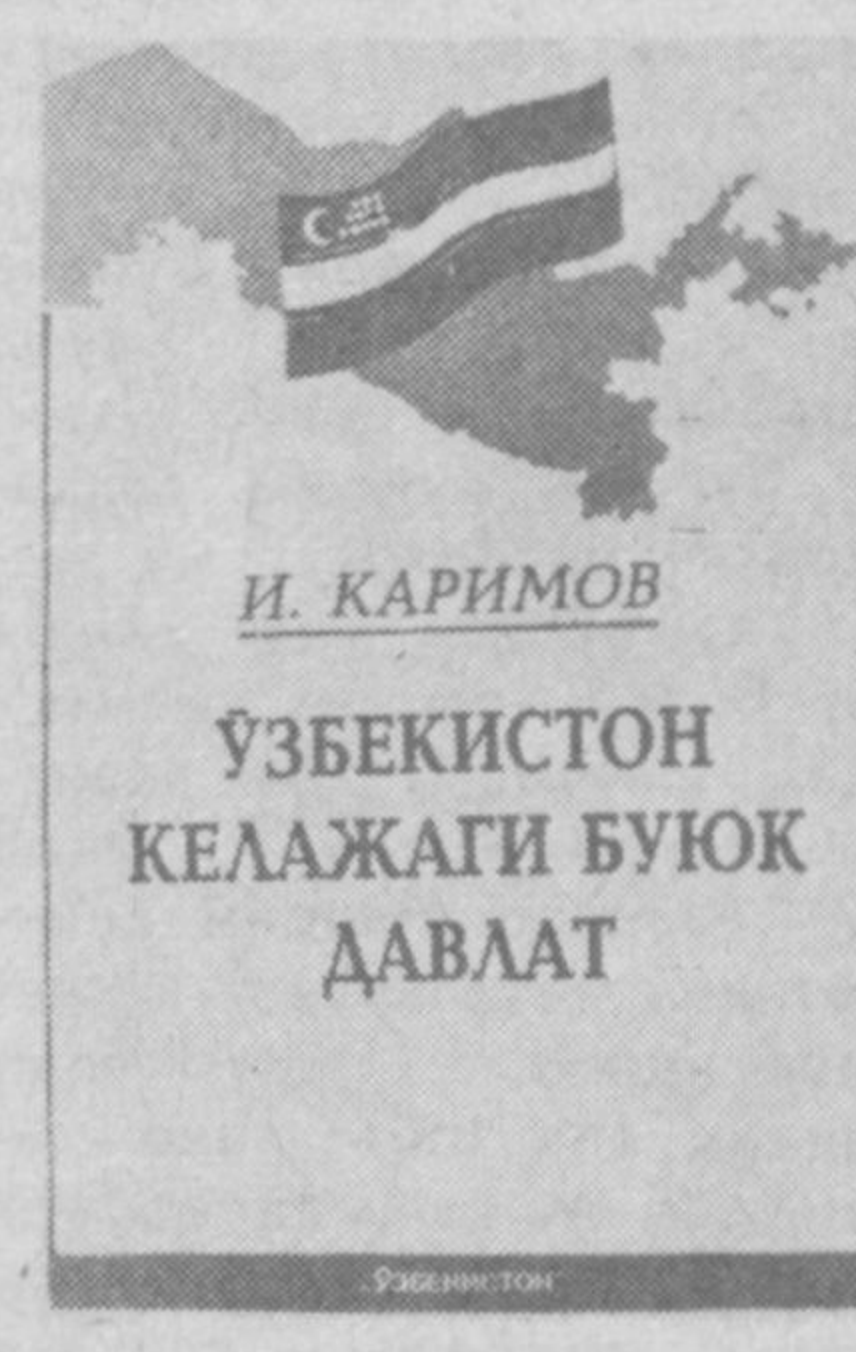 И. КАРИМОВ
ЎЗБЕКИСТОН
КЕЛАЖАГИ БУЮК
ДАВЛАТ
„Ўзбекистон"